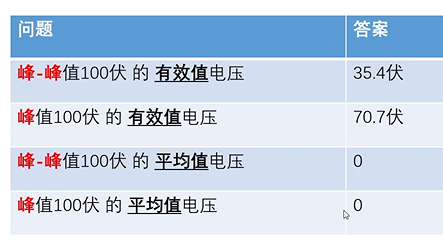 问题 答案
峰-峰值100伏 的 有效值电压 35.4伏
峰值100伏 的 有效值电压 70.7伏
峰-峰值100伏 的 平均值电压 0
峰值100伏 的 平均值电压 0